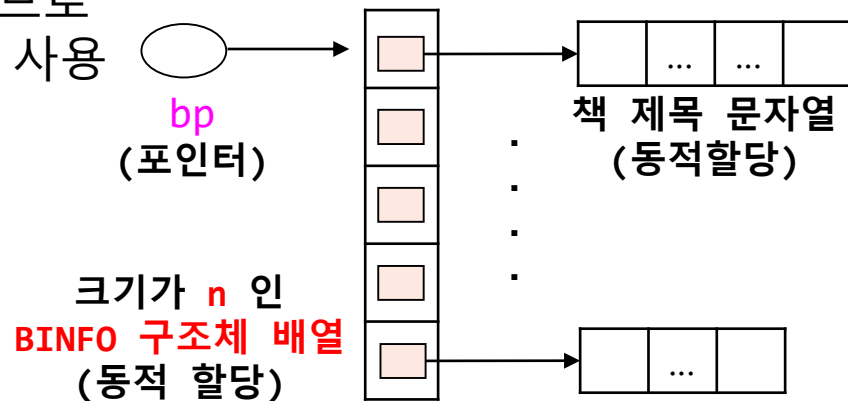 사용
bp
(포인터)
... ...
책 제목 문자열
(동적할당)
크기가 n 인
BINFO 구조체 배열
(동적 할당)
...